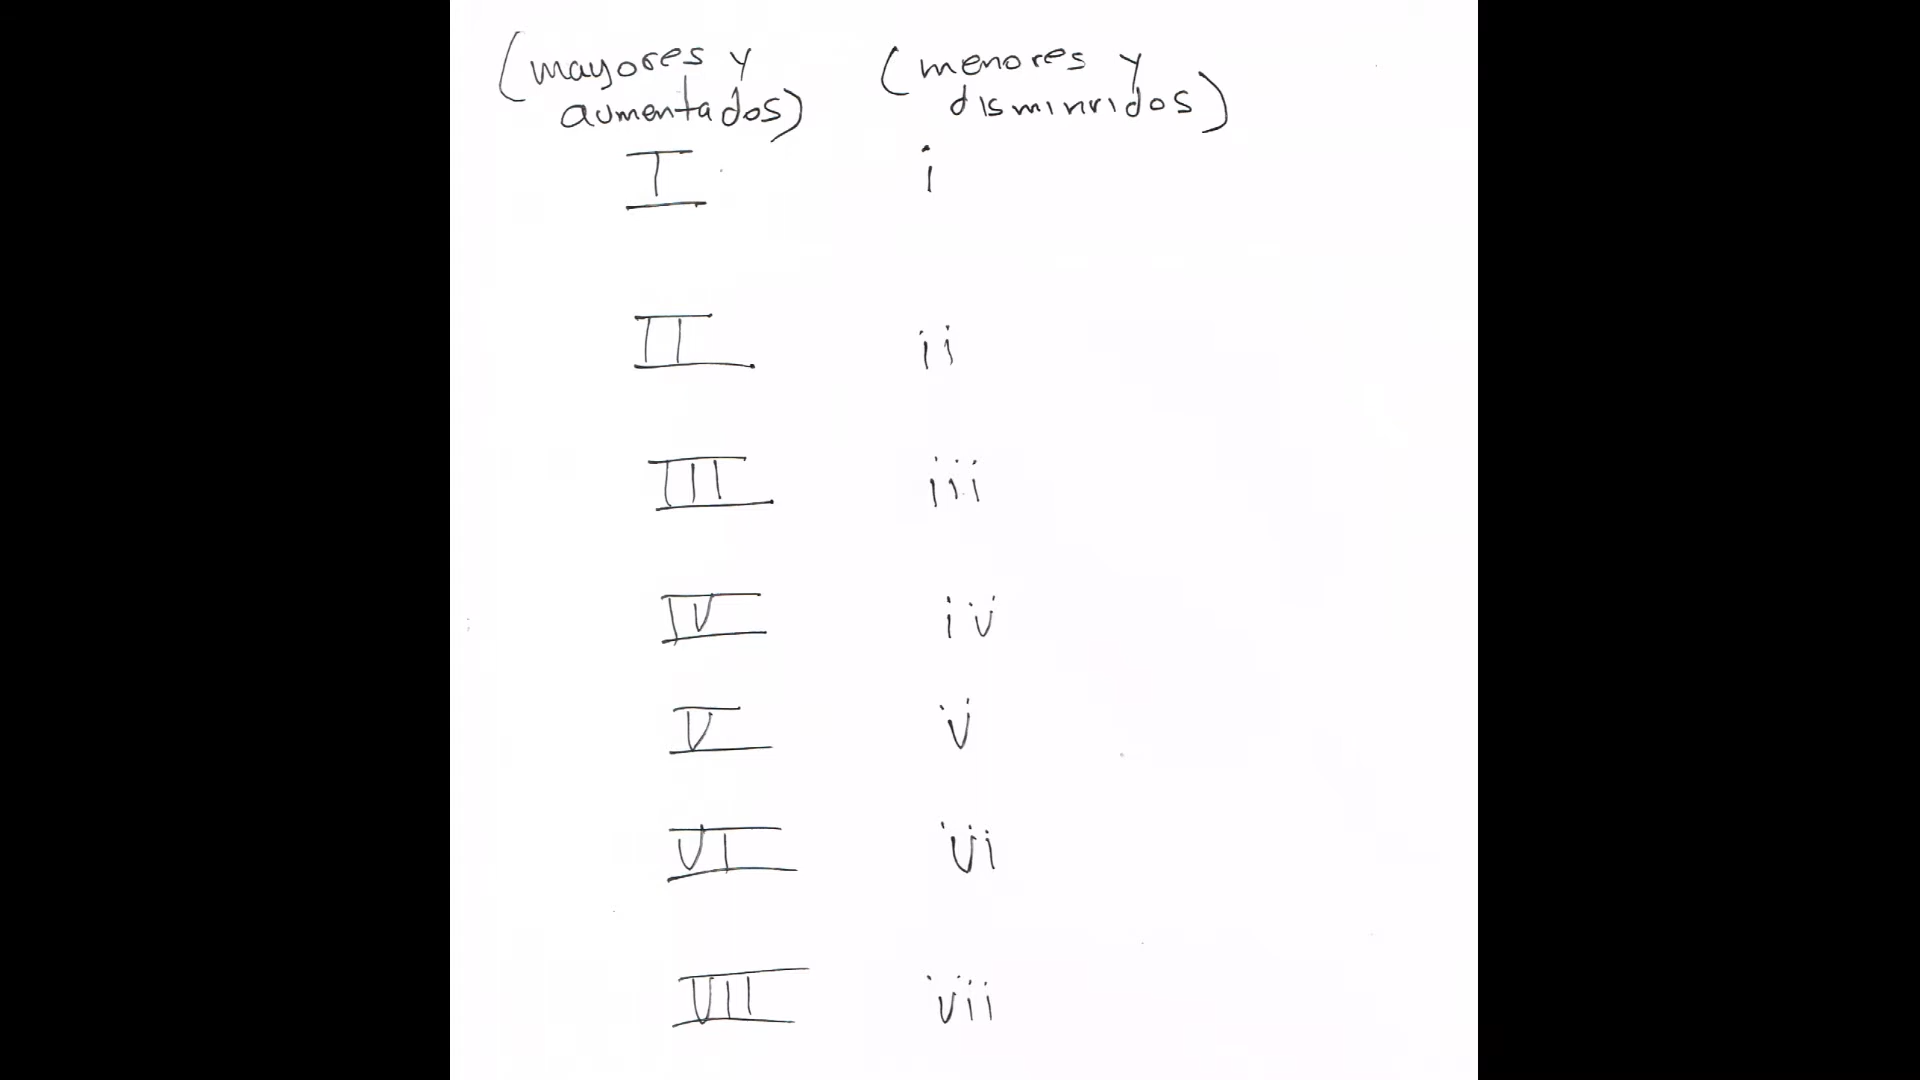 (mayores y (menores y
aumentados) disminuidos)
I i
II ii
III iii
IV iv
V v
VI vi
VII vii